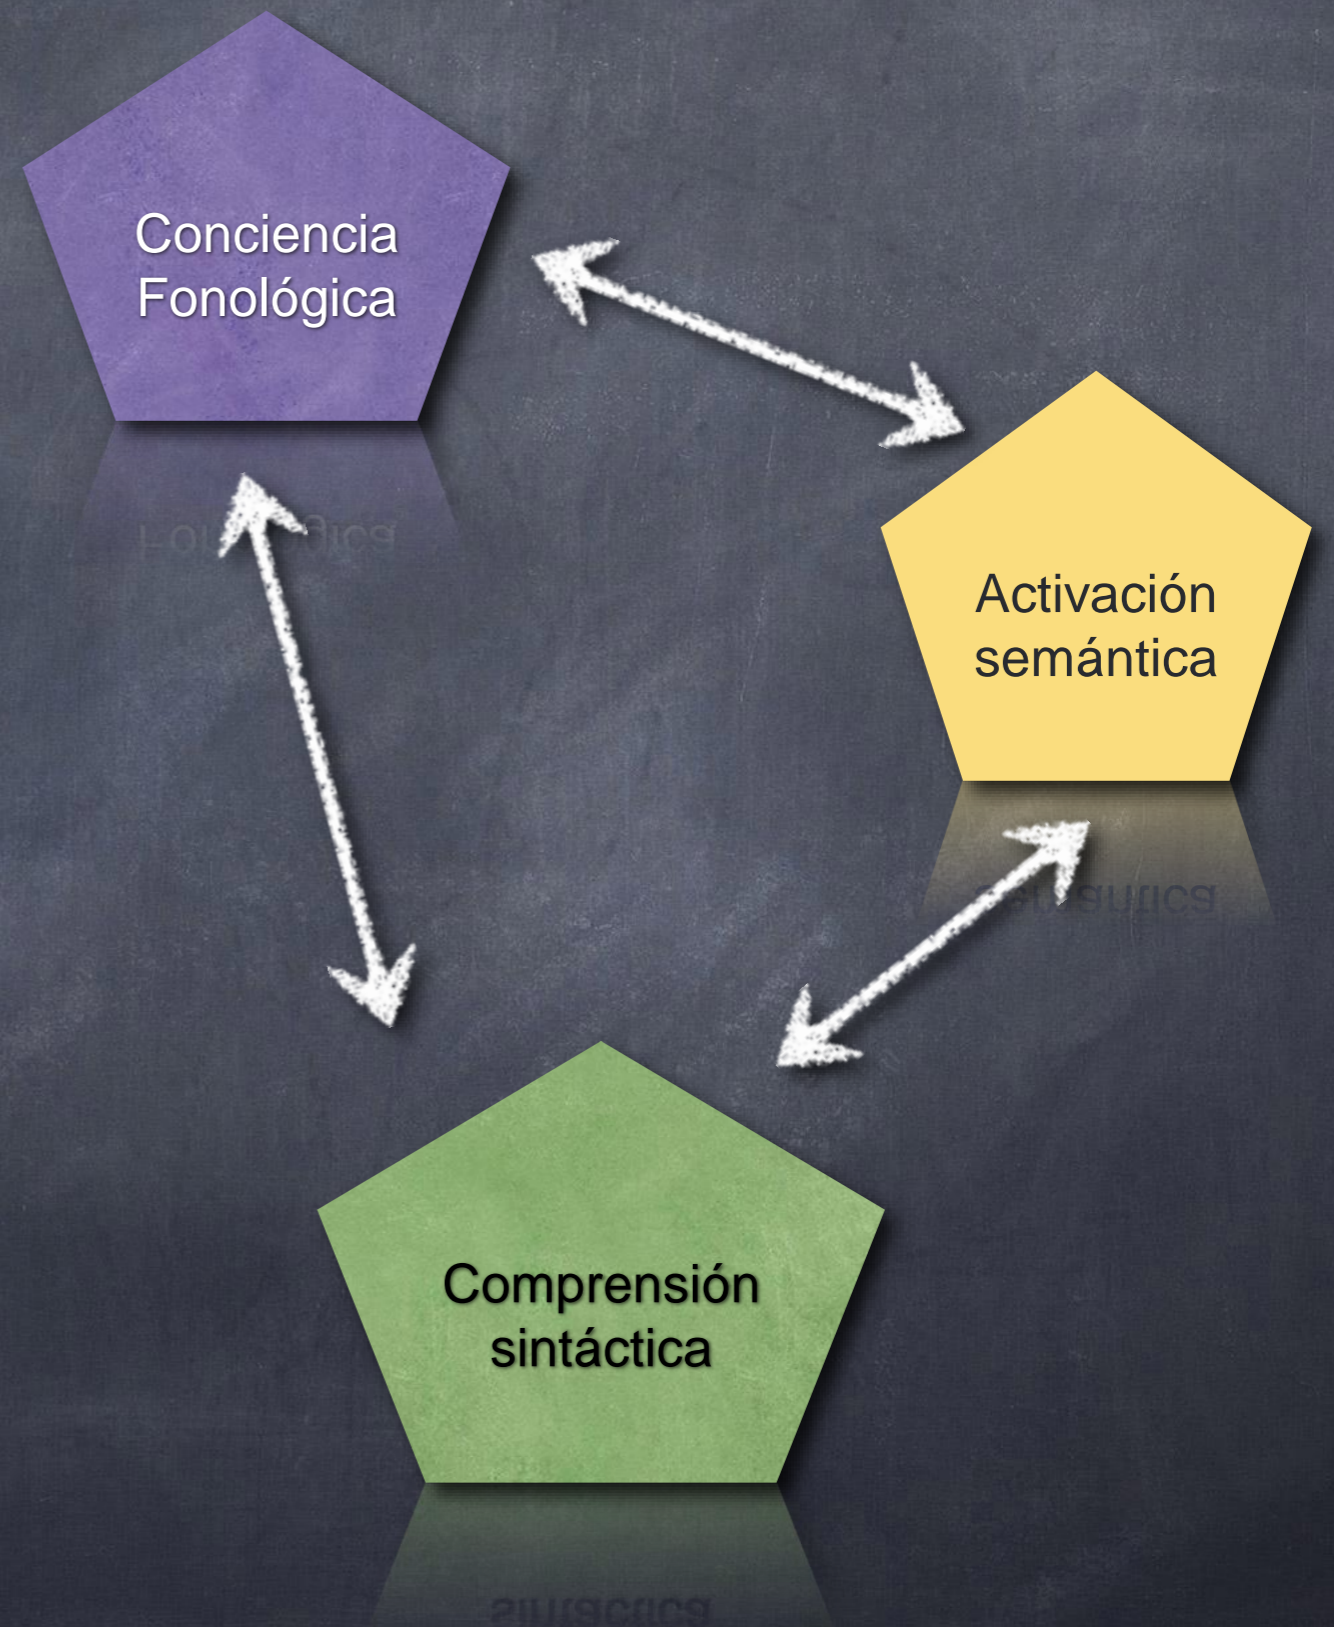 Conciencia
Fonológica
Activación
semántica
Comprensión
sintáctica